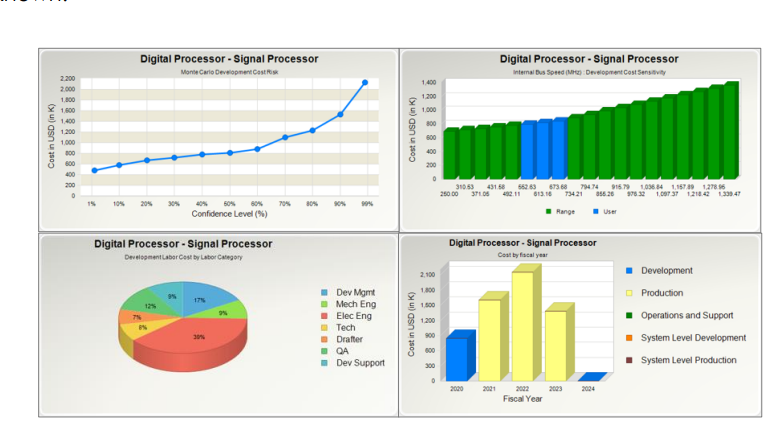 Digital Processor - Signal Processor
Monte Carlo Development Cost Risk
Cost in USD (in K)
2,200
2,000
1,800
1,600
1,400
1,200
1,000
800
600
400
200
0
1% 10% 20% 30% 40% 50% 60% 70% 80% 90% 99%
Confidence Level (%)
Digital Processor - Signal Processor
Internal Bus Speed (MHz) : Development Cost Sensitivity
Cost in USD (in K)
1,400
1,200
1,000
800
600
400
200
0
310.53 431.58 552.63 673.68 794.74 915.79 1,036.84 1,157.89 1,278.95
250.00 371.05 492.11 613.16 734.21 855.26 976.32 1,097.37 1,218.42 1,339.47
Range User
Digital Processor - Signal Processor
Development Labor Cost by Labor Category
17%
9%
39%
8%
7%
12%
9%
Dev Mgmt
Mech Eng
Elec Eng
Tech
Drafter
QA
Dev Support
Digital Processor - Signal Processor
Cost by fiscal year
Cost in USD (in K)
2,100
1,800
1,500
1,200
900
600
300
0
2020 2021 2022 2023 2024
Fiscal Year
Development
Production
Operations and Support
System Level Development
System Level Production